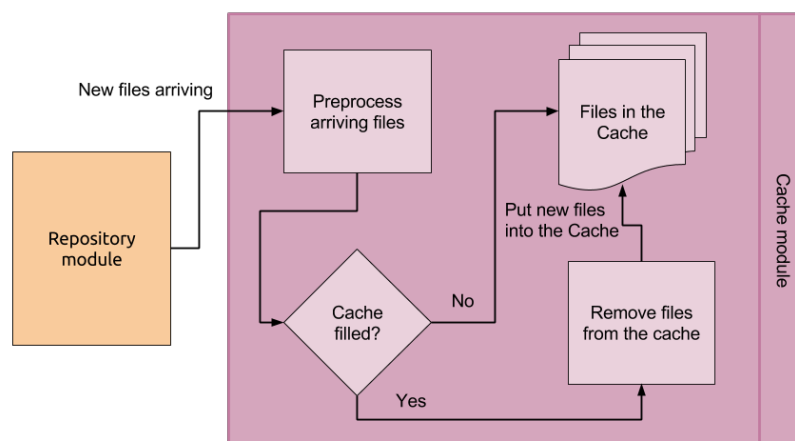 New files arriving
Preprocess
arriving files
Files in the
Cache
Repository
module
Put new files
into the Cache
Cache
filled?
No
Yes
Remove files
from the cache
Cache module